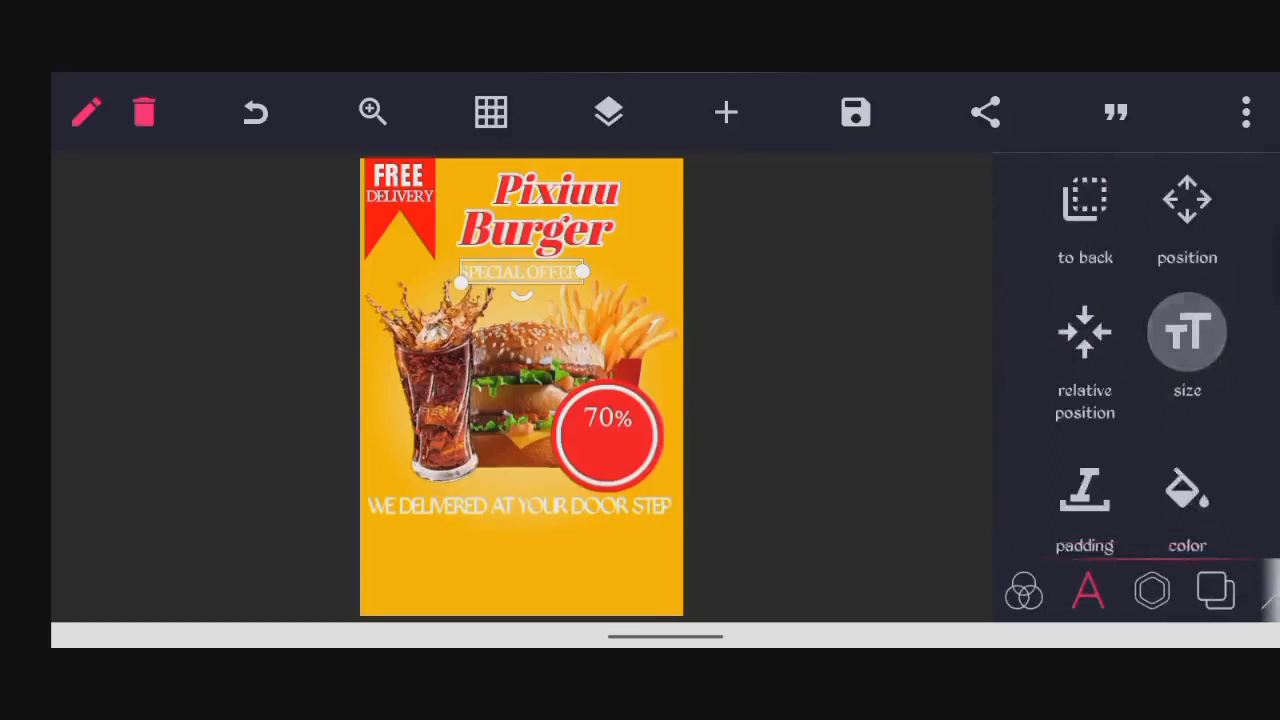 FREE
DELIVERY
Pixiuu
Burger
SPECIAL OFFER
70%
WE DELIVERED AT YOUR DOOR STEP
to back
position
relative
position
size
padding
color